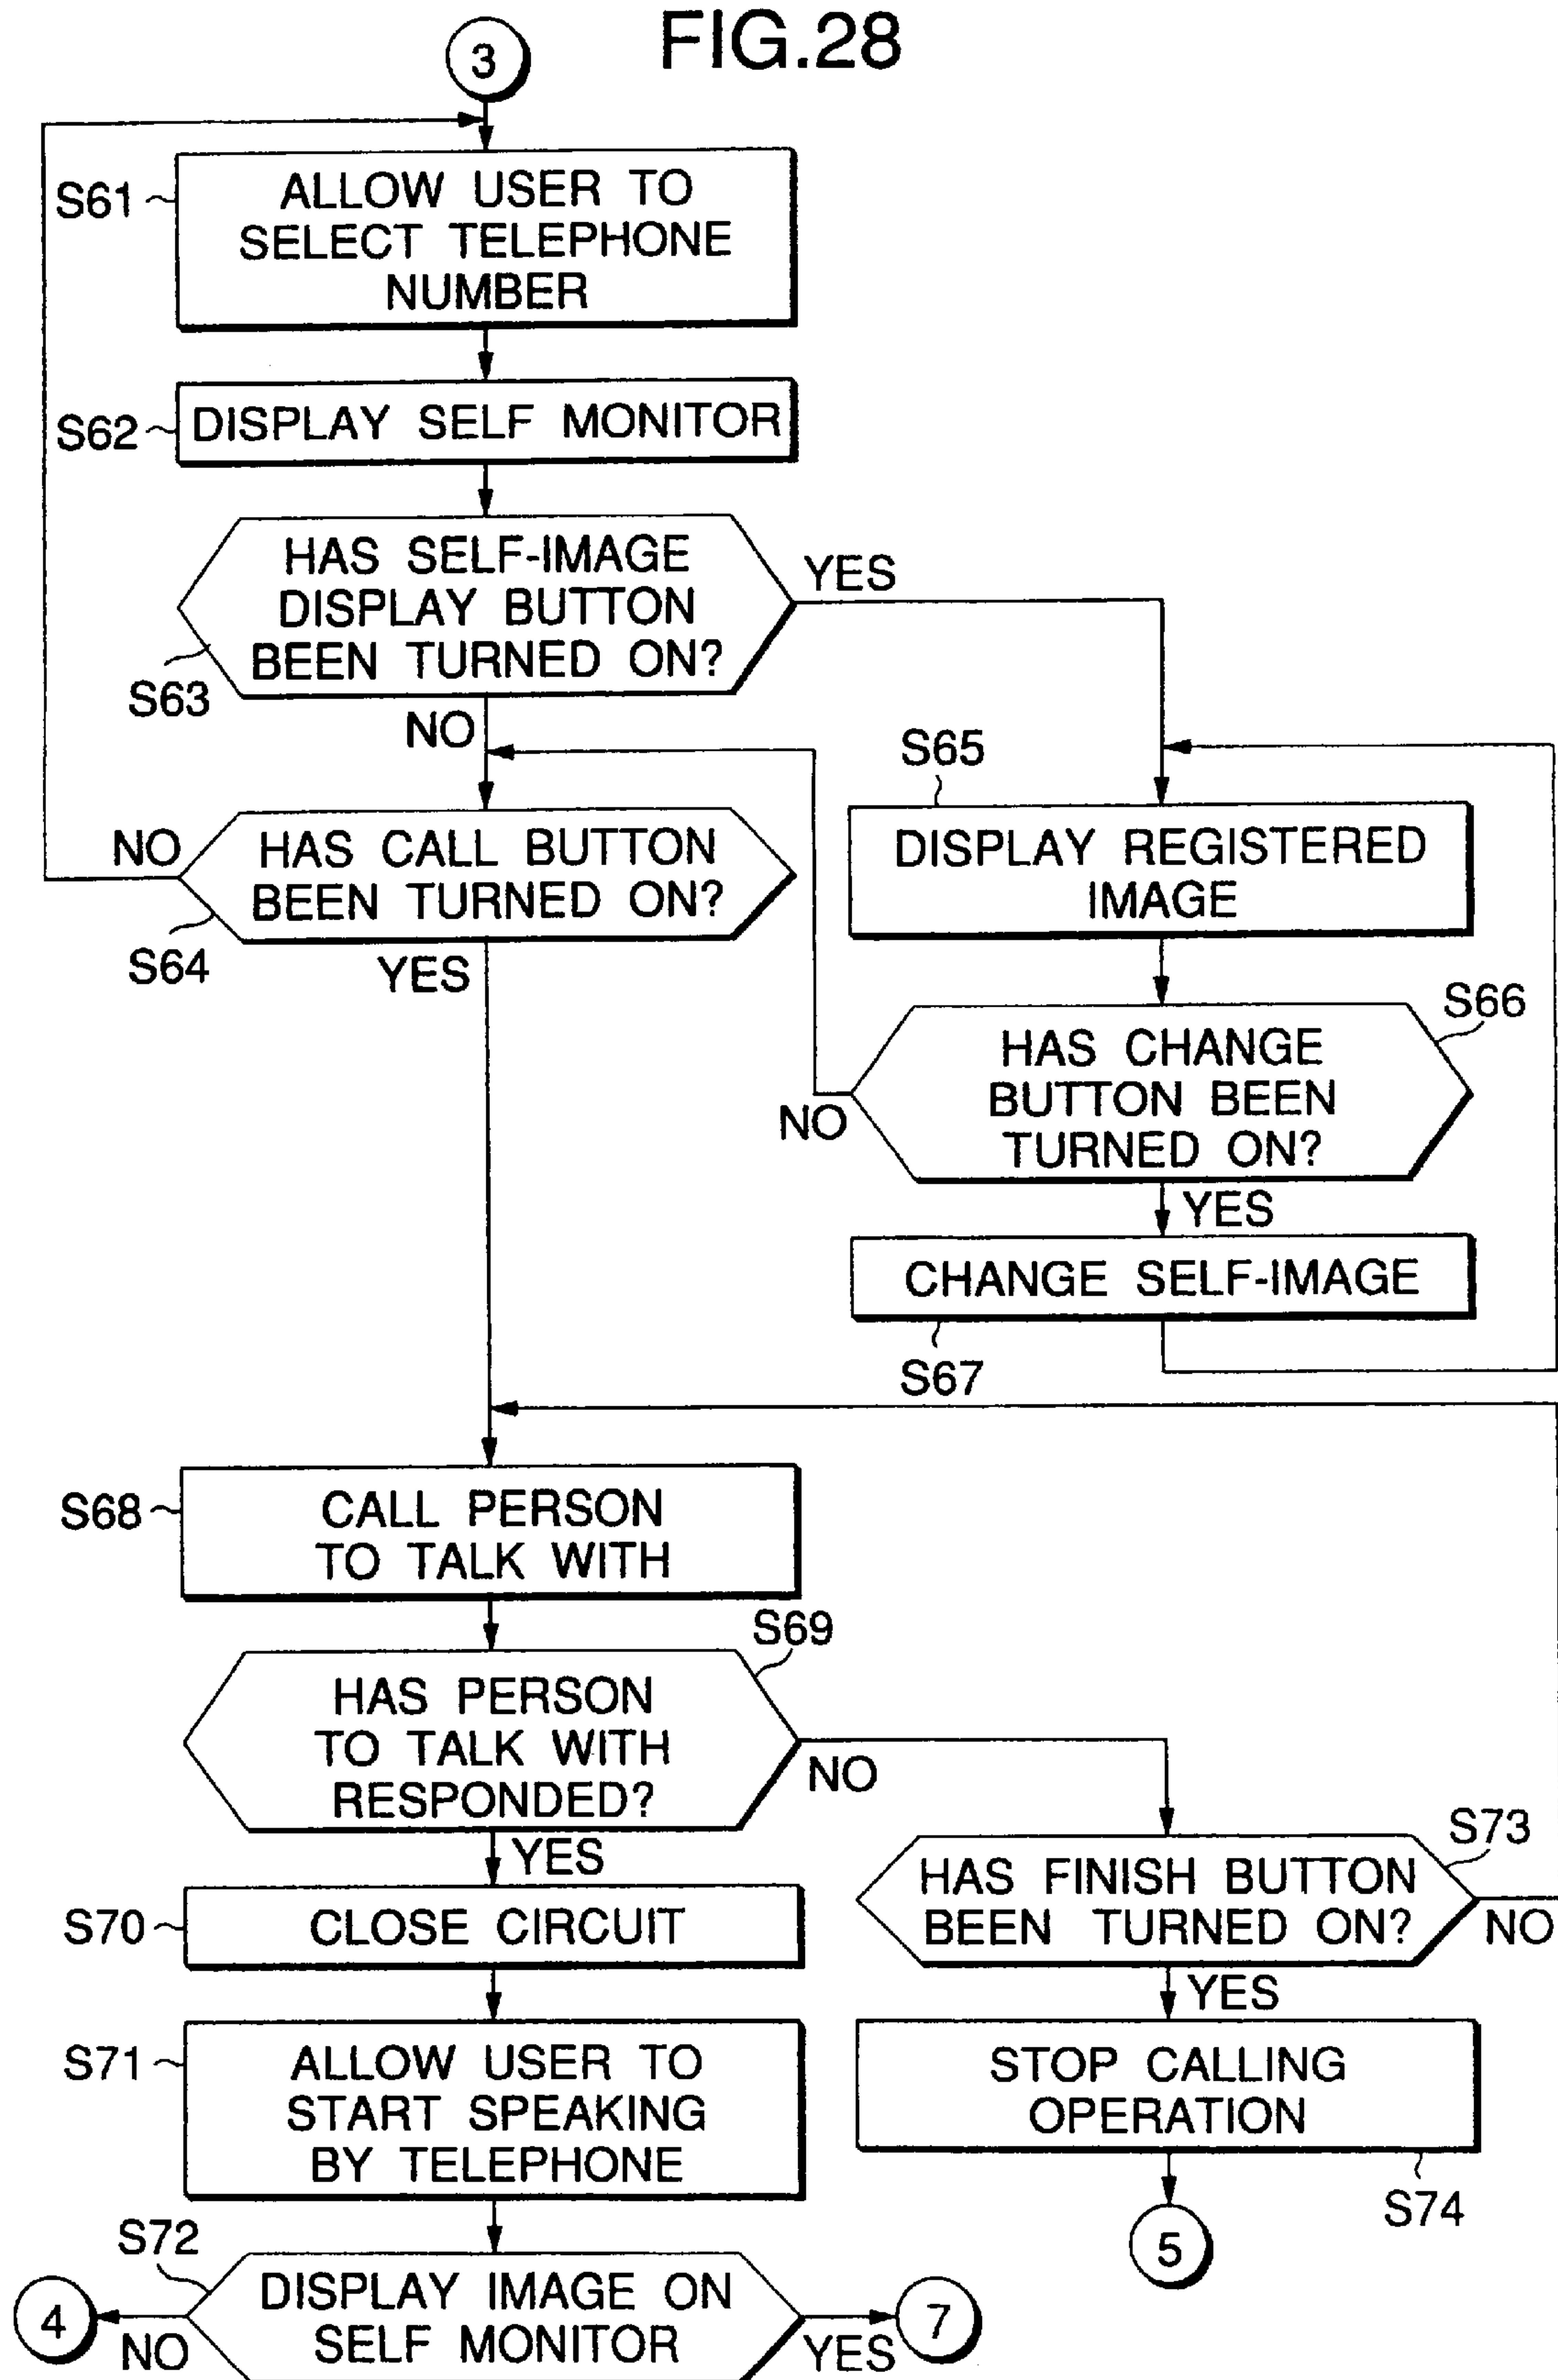 FIG.28
3
S61
ALLOW USER TO
SELECT TELEPHONE
NUMBER
S62
DISPLAY SELF MONITOR
HAS SELF-IMAGE
DISPLAY BUTTON
BEEN TURNED ON?
YES
S63
NO
S65
NO
HAS CALL BUTTON
BEEN TURNED ON?
DISPLAY REGISTERED
IMAGE
S64
YES
S66
HAS CHANGE
BUTTON BEEN
TURNED ON?
NO
YES
CHANGE SELF-IMAGE
S67
S68
CALL PERSON
TO TALK WITH
S69
HAS PERSON
TO TALK WITH
RESPONDED?
NO
YES
S73
HAS FINISH BUTTON
BEEN TURNED ON?
NO
S70
CLOSE CIRCUIT
YES
S71
ALLOW USER TO
START SPEAKING
BY TELEPHONE
STOP CALLING
OPERATION
S74
5
S72
DISPLAY IMAGE ON
SELF MONITOR
4
NO
YES
7